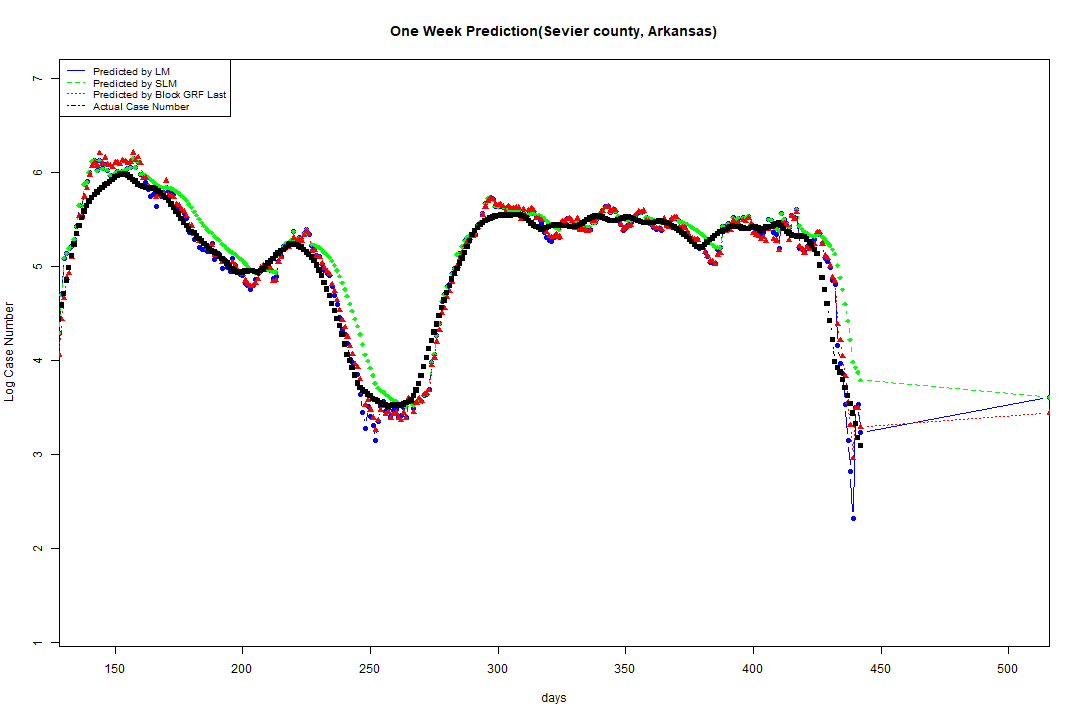 One Week Prediction(Sevier county, Arkansas)
Predicted by LM
Predicted by SLM
Predicted by Block GRF Last
Actual Case Number
7
6
5
4
3
2
1
Log Case Number
150 200 250 300 350 400 450 500
days